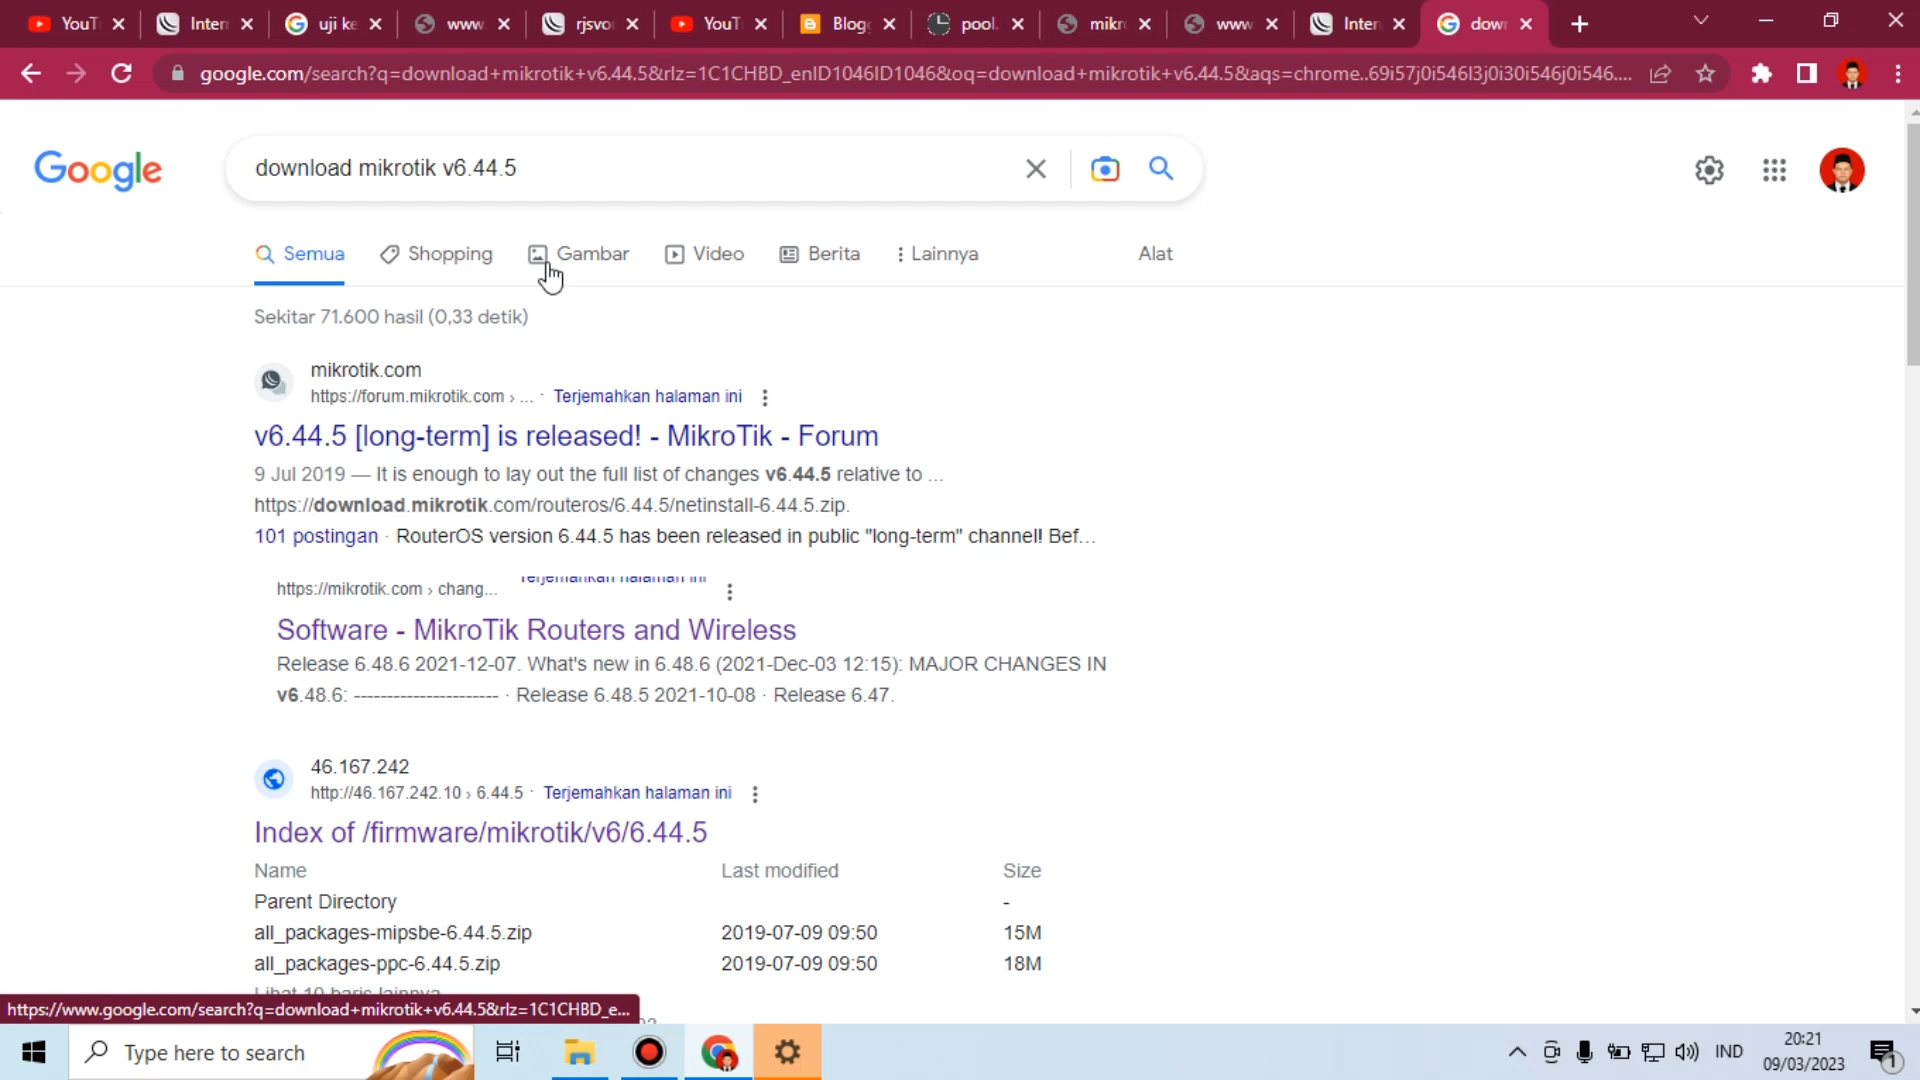 YouT
Inter
uji ke
www.
rjsvo
YouT
Blogg
pool.
mikr
www
Inter
dow
google.com/search?q=download+mikrotik+v6.44.5&rlz=1C1CHBD_enID1046ID1046&oq=download+mikrotik+v6.44.5&aqs=chrome..69i57j0i546l3j0i30i546j0i546....
Google
download mikrotik v6.44.5
Semua Shopping Gambar Video Berita Lainnya Alat
Sekitar 71.600 hasil (0,33 detik)
mikrotik.com
https://forum.mikrotik.com › ... · Terjemahkan halaman ini
v6.44.5 [long-term] is released! - MikroTik - Forum
9 Jul 2019 — It is enough to lay out the full list of changes v6.44.5 relative to ...
https://download.mikrotik.com/routeros/6.44.5/netinstall-6.44.5.zip.
101 postingan · RouterOS version 6.44.5 has been released in public "long-term" channel! Bef...
https://mikrotik.com › chang... Terjemahkan halaman ini
Software - MikroTik Routers and Wireless
Release 6.48.6 2021-12-07. What's new in 6.48.6 (2021-Dec-03 12:15): MAJOR CHANGES IN
v6.48.6: ---------------------- · Release 6.48.5 2021-10-08 · Release 6.47.
46.167.242
http://46.167.242.10 › 6.44.5 · Terjemahkan halaman ini
Index of /firmware/mikrotik/v6/6.44.5
Name Last modified Size
Parent Directory -
all_packages-mipsbe-6.44.5.zip 2019-07-09 09:50 15M
all_packages-ppc-6.44.5.zip 2019-07-09 09:50 18M
Lihat 10 baris lainnya
https://www.google.com/search?q=download+mikrotik+v6.44.5&rlz=1C1CHBD_e...
Type here to search
IND
20:21
09/03/2023
1